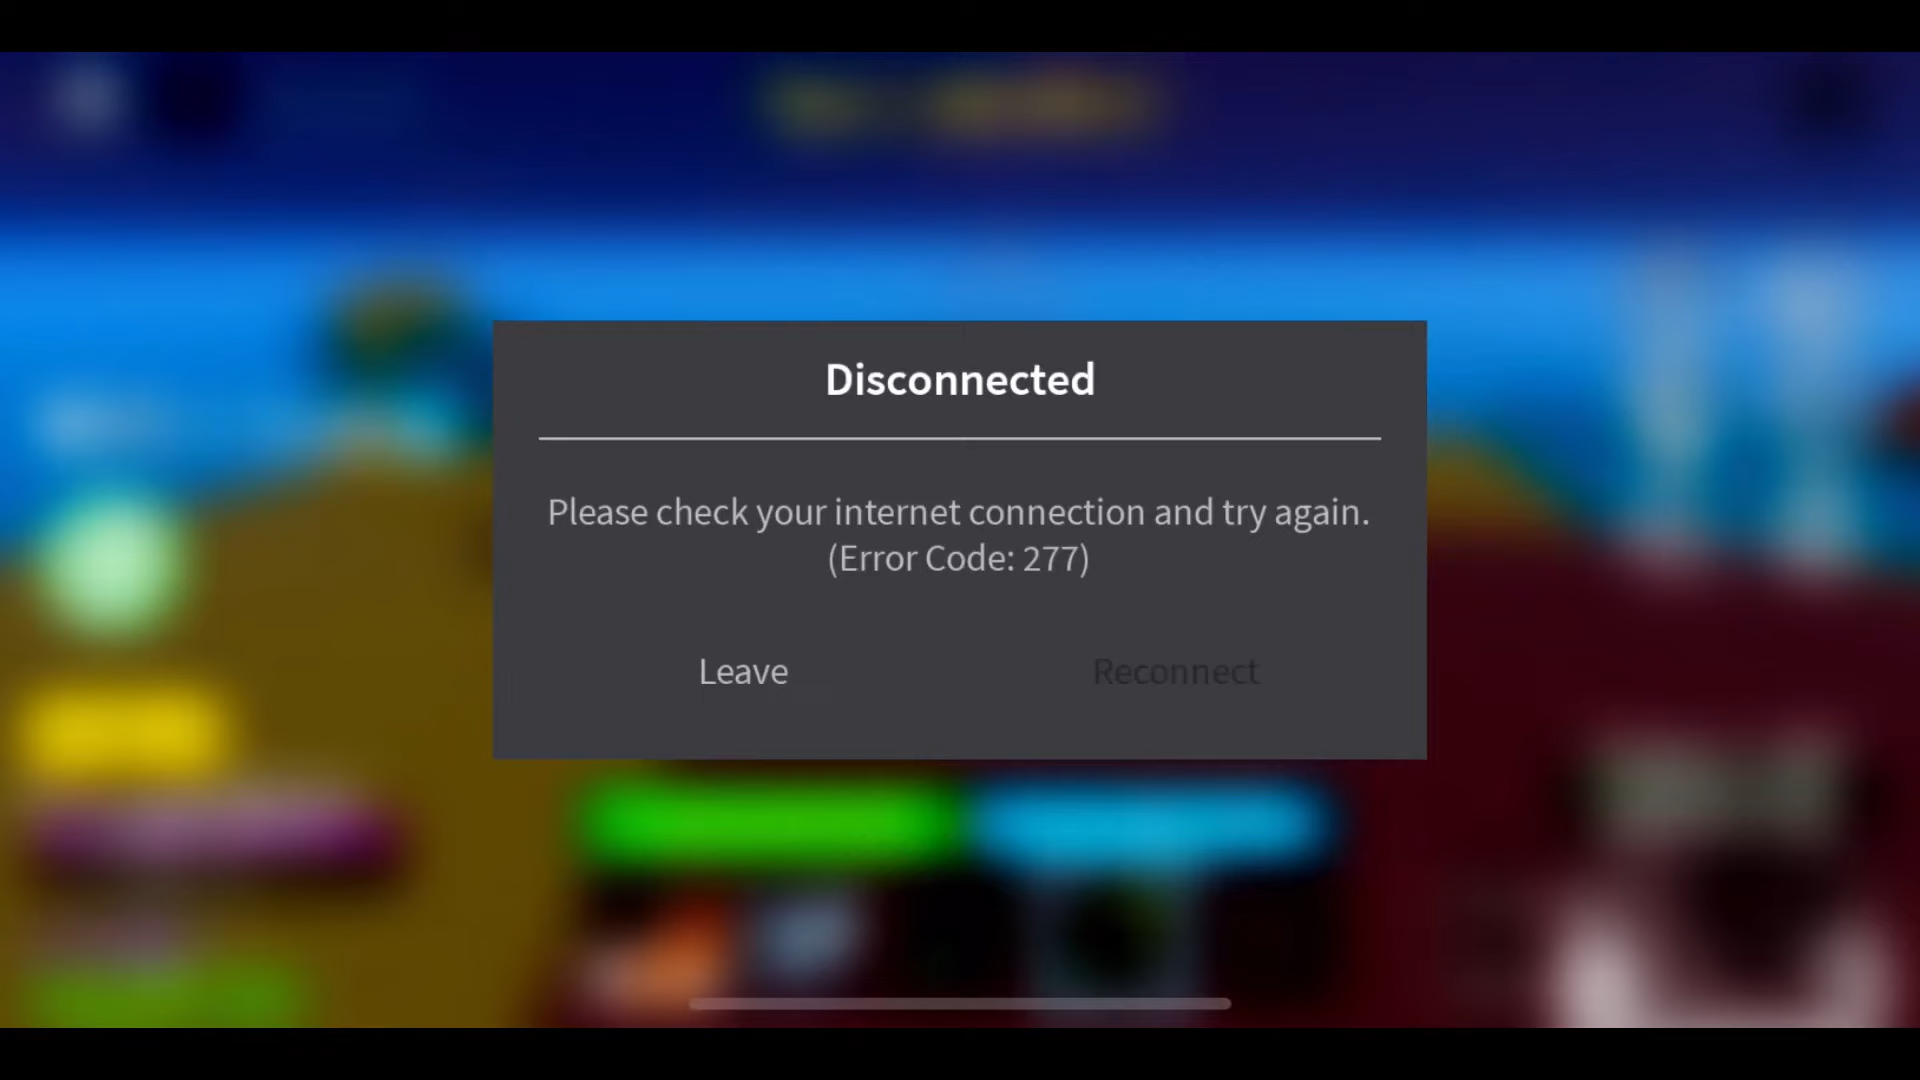 Disconnected
Please check your internet connection and try again.
(Error Code: 277)
Leave
Reconnect